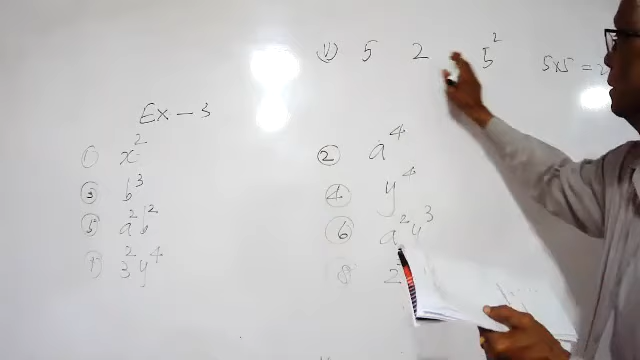 (v) 5 2 5² 5×5 = 2
Ex – 3
① x² ② a⁴
③ b³ ④ y⁴
⑤ a²b² ⑥ a²y³
⑦ 3²y⁴ ⑧ 2